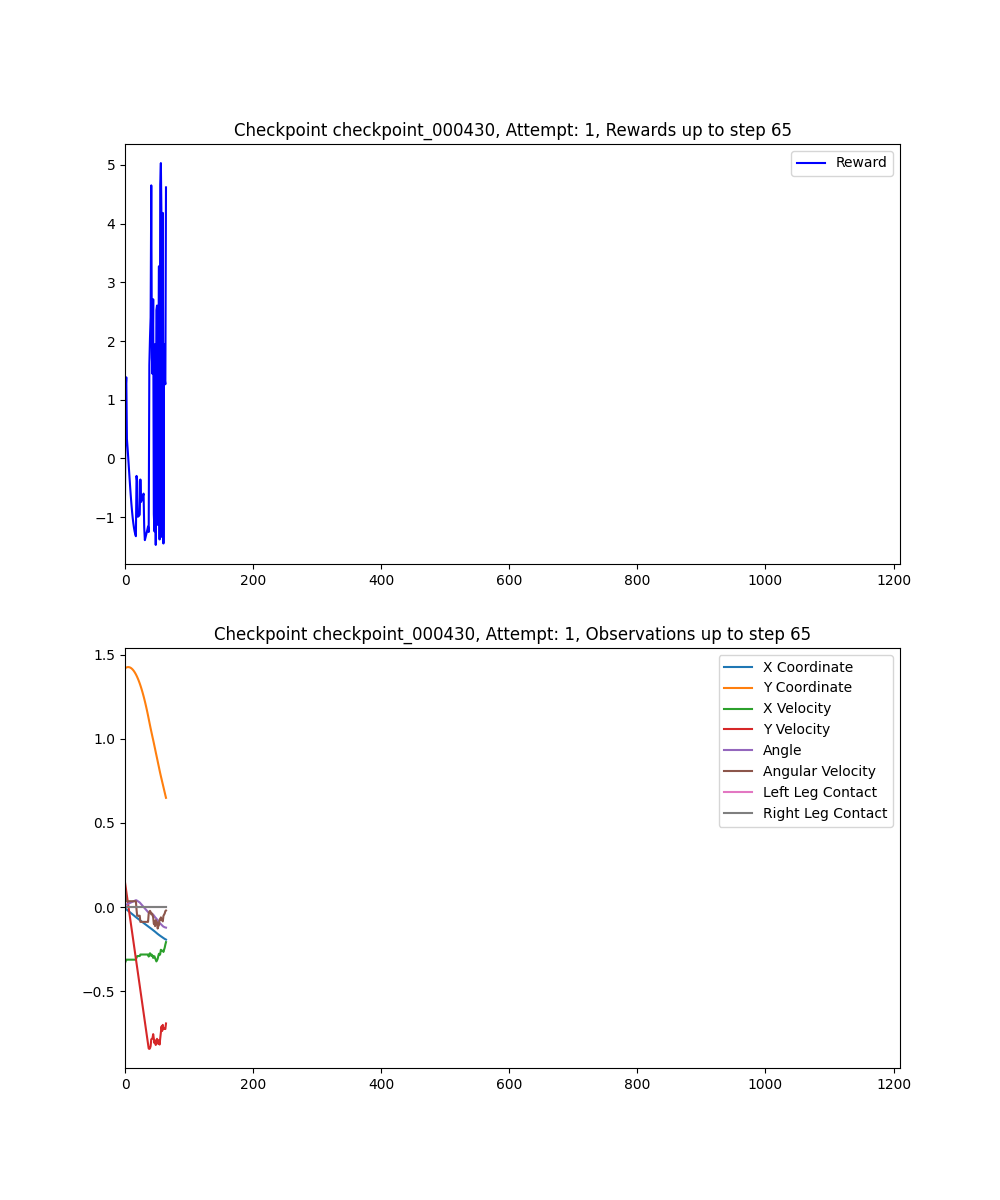 Checkpoint checkpoint_000430, Attempt: 1, Rewards up to step 65
Reward
5
4
3
2
1
0
−1
0 200 400 600 800 1000 1200
Checkpoint checkpoint_000430, Attempt: 1, Observations up to step 65
X Coordinate
Y Coordinate
X Velocity
Y Velocity
Angle
Angular Velocity
Left Leg Contact
Right Leg Contact
1.5
1.0
0.5
0.0
−0.5
0 200 400 600 800 1000 1200